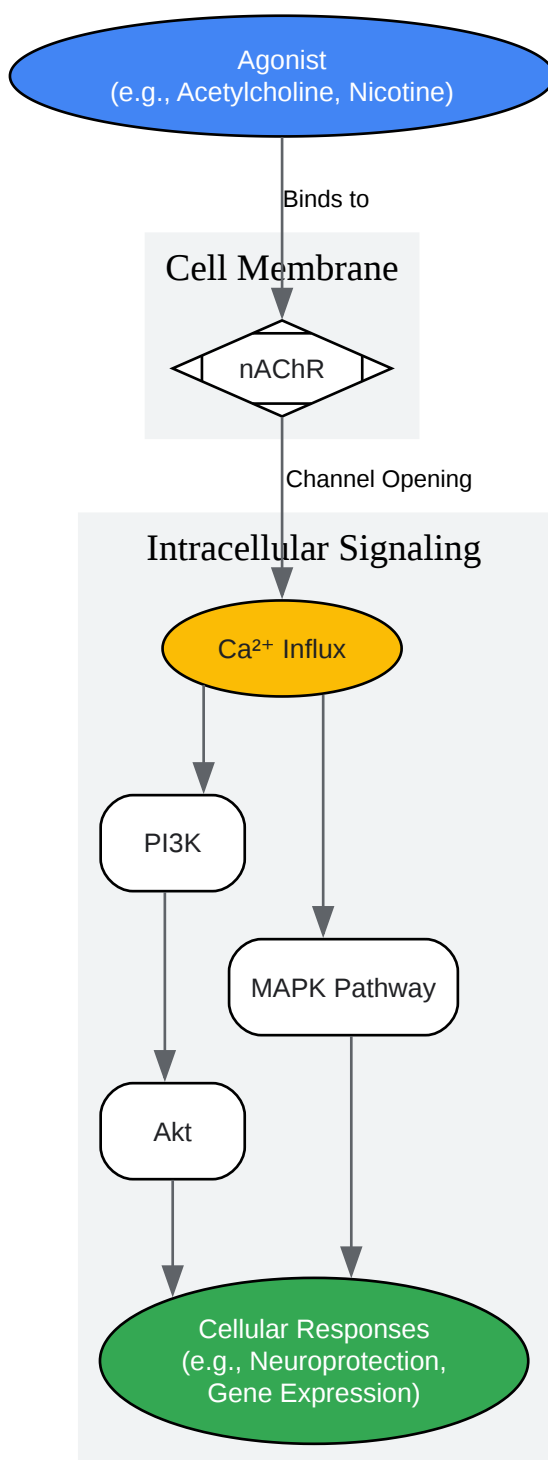 Agonist
(e.g., Acetylcholine, Nicotine)
Binds to
Cell Membrane
nAChR
Channel Opening
Intracellular Signaling
Ca²⁺ Influx
PI3K
MAPK Pathway
Akt
Cellular Responses
(e.g., Neuroprotection,
Gene Expression)